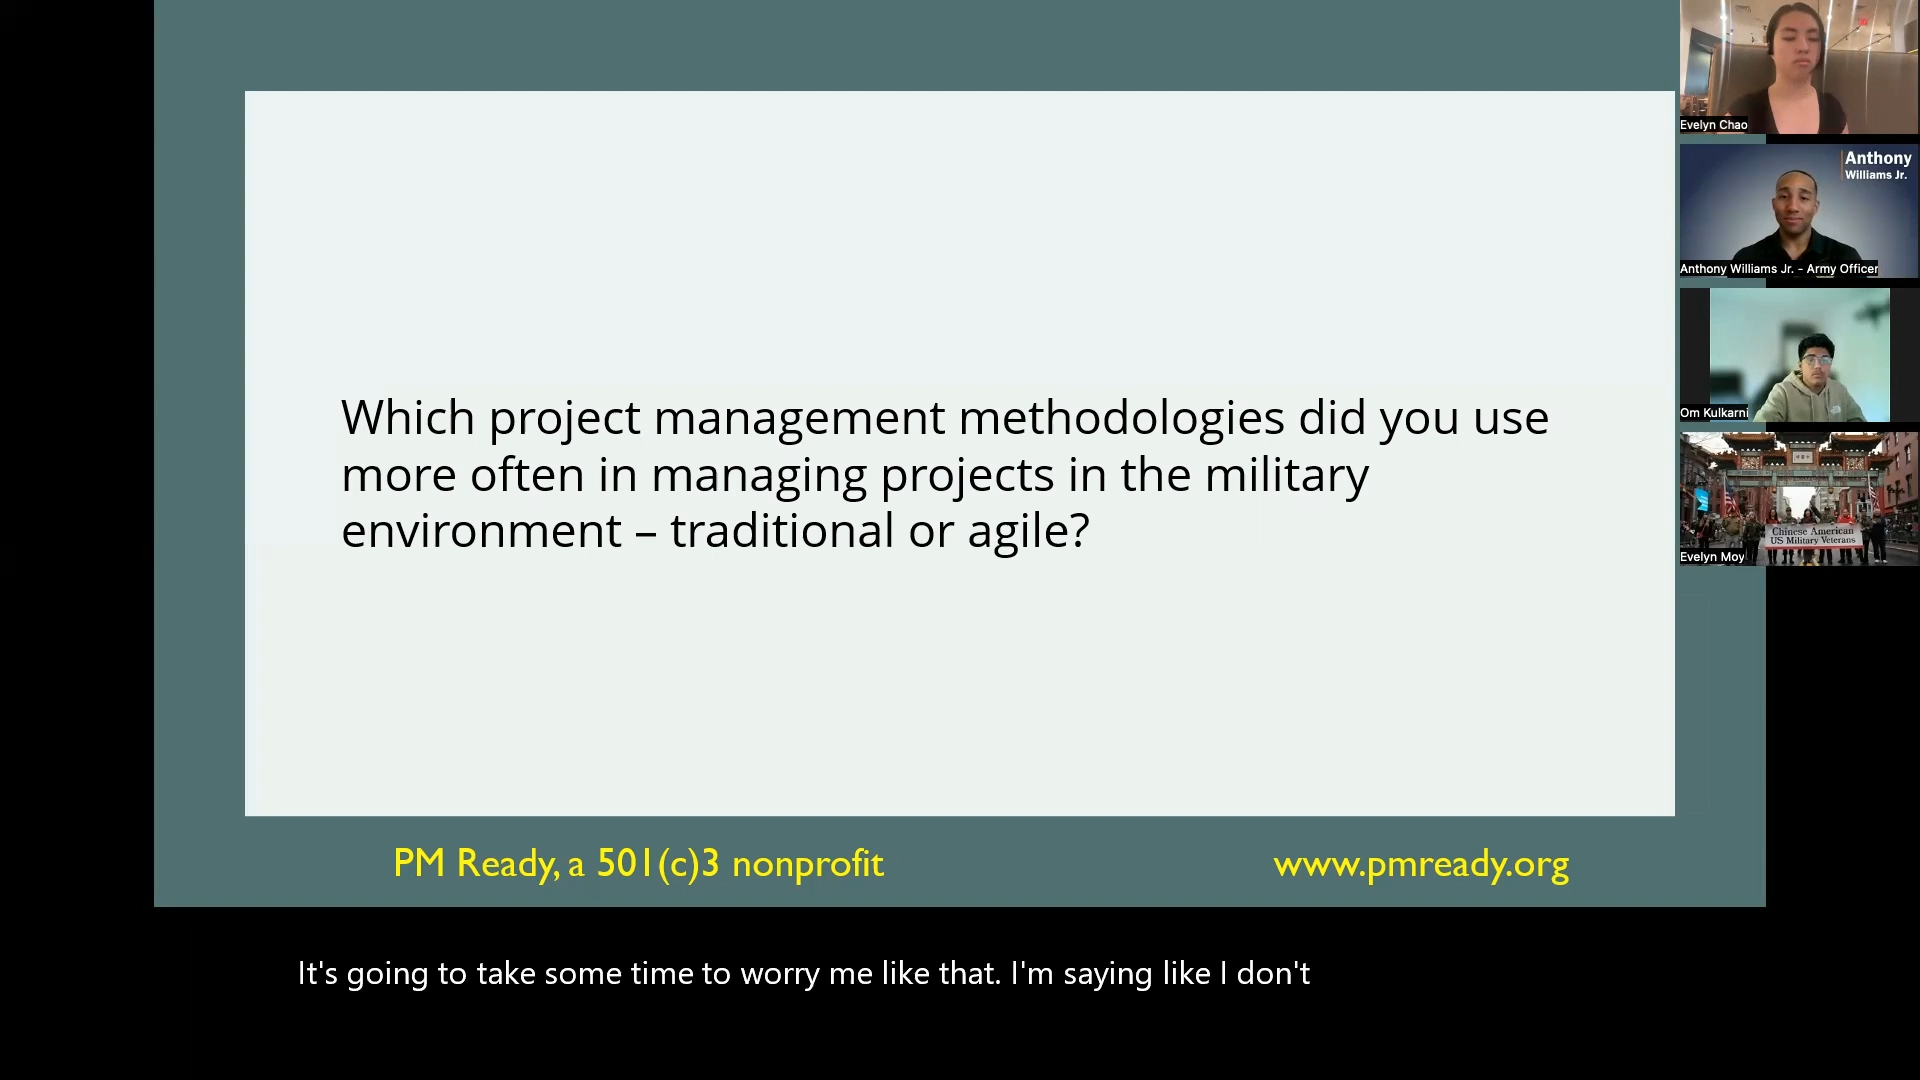 Which project management methodologies did you use
more often in managing projects in the military
environment – traditional or agile?
PM Ready, a 501(c)3 nonprofit
www.pmready.org
Evelyn Chao
Anthony
Williams Jr.
Anthony Williams Jr. - Army Officer
Om Kulkarni
Chinese American
US Military Veterans
Evelyn Moy
It's going to take some time to worry me like that. I'm saying like I don't